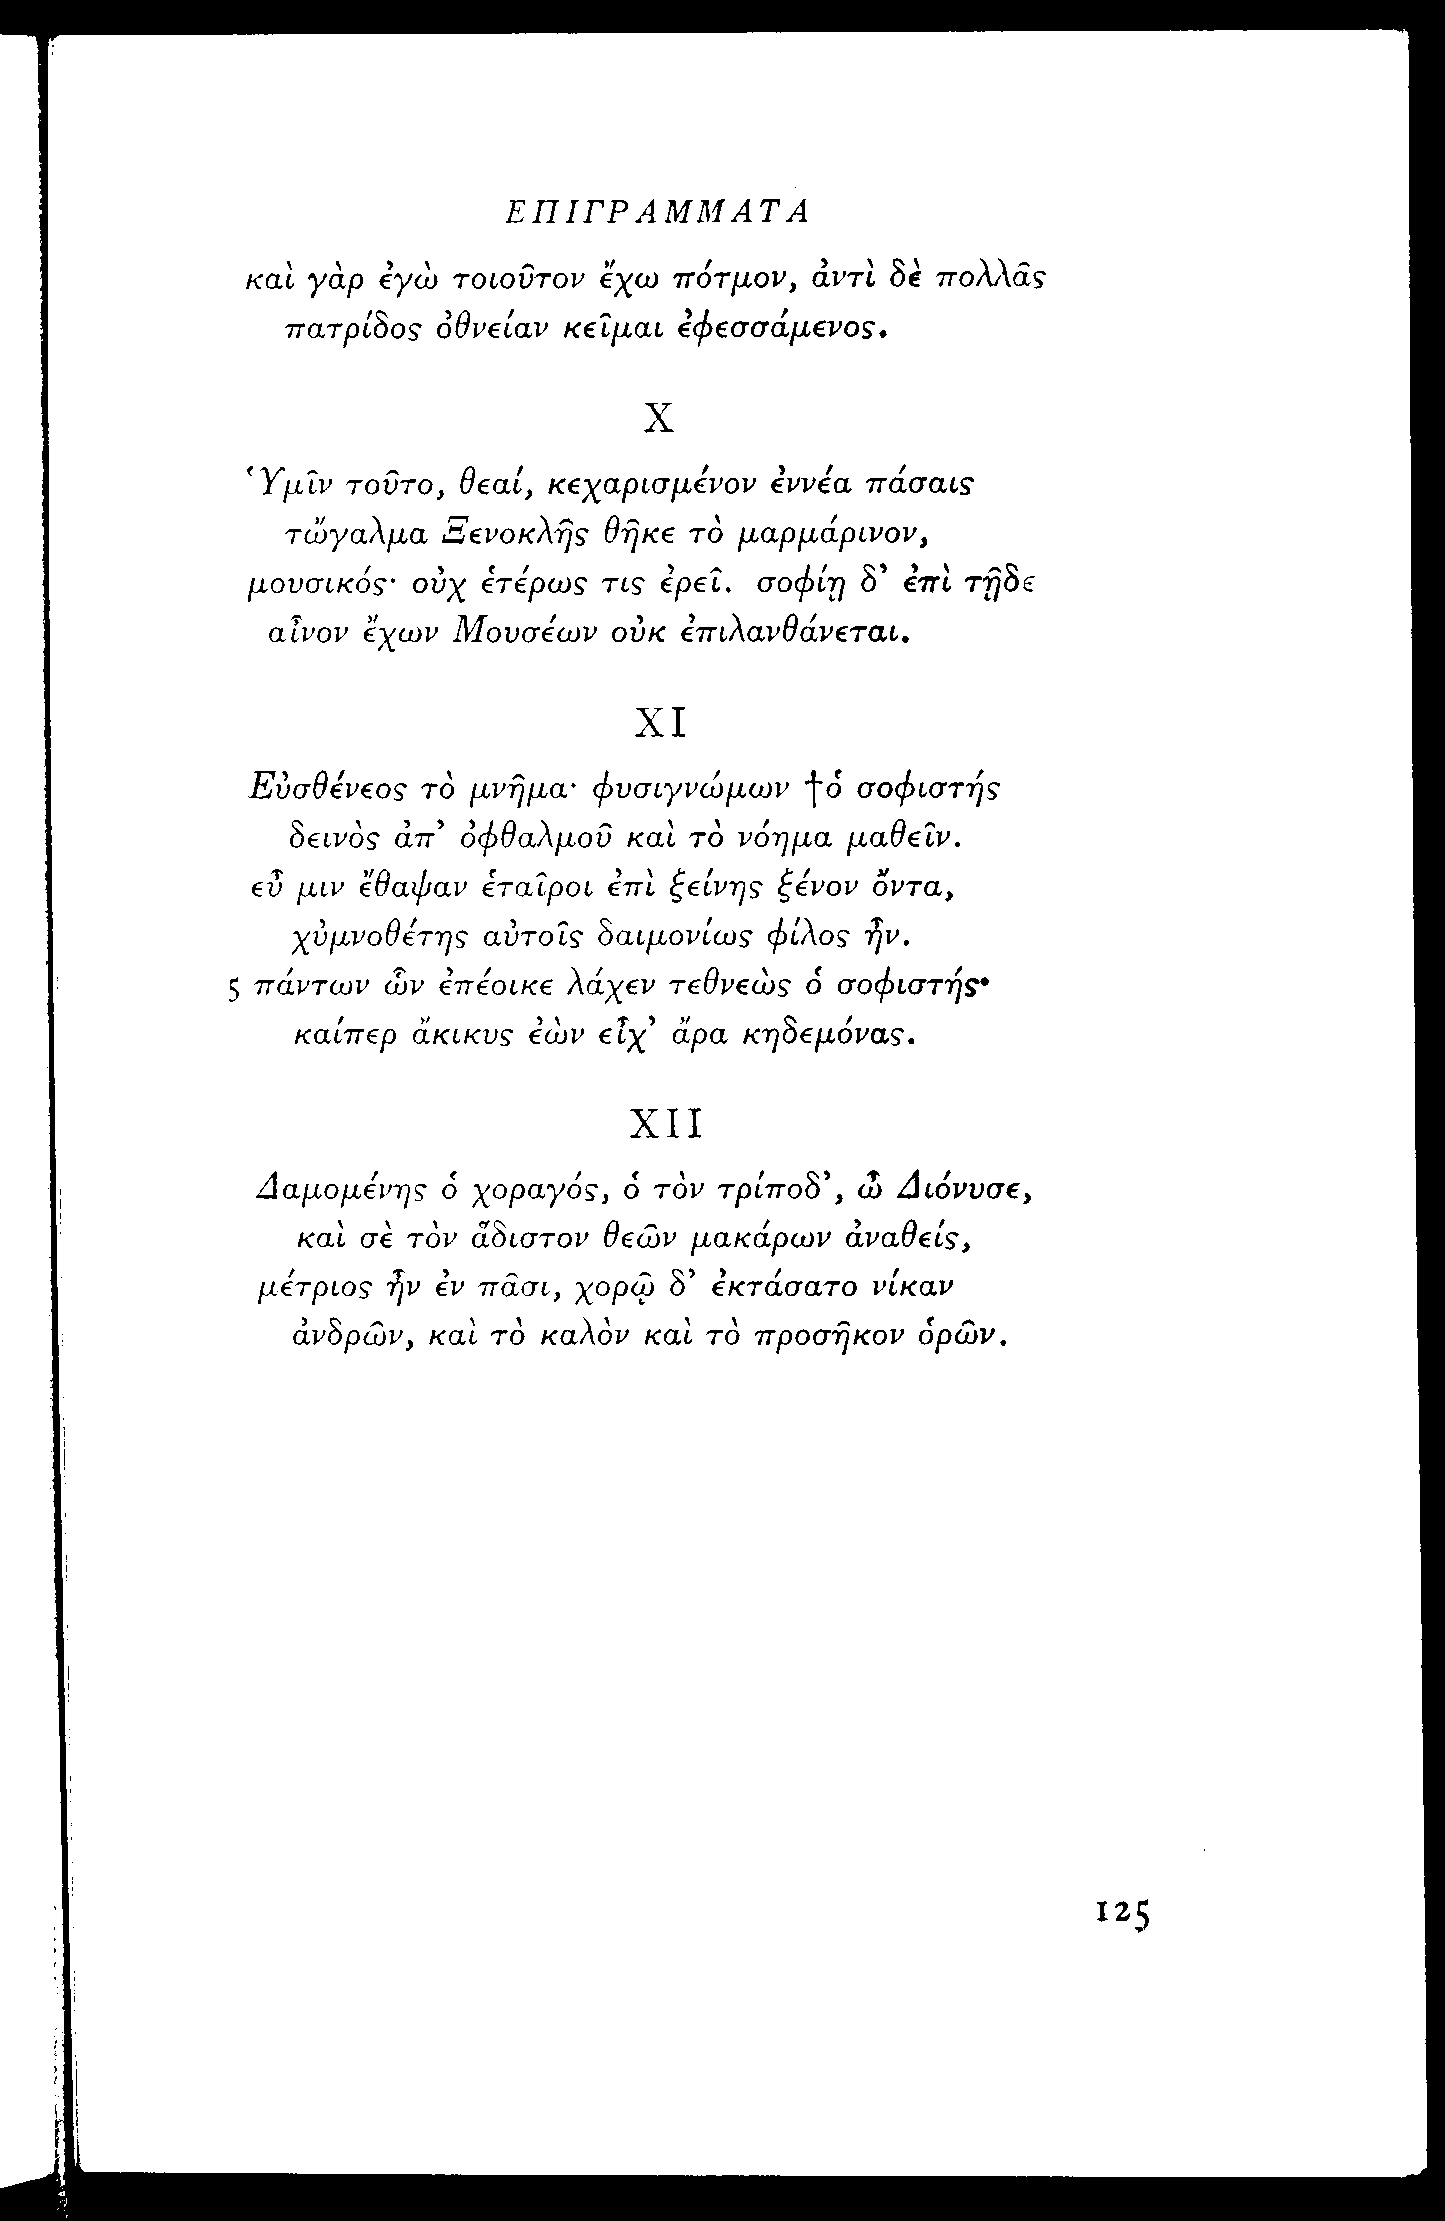 ΕΠΙΓΡΑΜΜΑΤΑ
καὶ γὰρ ἐγὼ τοιοῦτον ἔχω πότμον, ἀντὶ δὲ πολλᾶς
πατρίδος ὀθνείαν κεῖμαι ἐφεσσάμενος.
X
Ὑμῖν τοῦτο, θεαί, κεχαρισμένον ἐννέα πάσαις
τὤγαλμα Ξενοκλῆς θῆκε τὸ μαρμάρινον,
μουσικός· οὐχ ἑτέρως τις ἐρεῖ. σοφίῃ δ’ ἐπὶ τῇδε
αἶνον ἔχων Μουσέων οὐκ ἐπιλανθάνεται.
XI
Εὐσθένεος τὸ μνῆμα· φυσιγνώμων †ὁ σοφιστής
δεινὸς ἀπ’ ὀφθαλμοῦ καὶ τὸ νόημα μαθεῖν.
εὖ μιν ἔθαψαν ἑταῖροι ἐπὶ ξείνης ξένον ὄντα,
χὐμνοθέτης αὐτοῖς δαιμονίως φίλος ἦν.
5 πάντων ὧν ἐπέοικε λάχεν τεθνεὼς ὁ σοφιστής·
καίπερ ἄκικυς ἐὼν εἶχ’ ἄρα κηδεμόνας.
XII
Δαμομένης ὁ χοραγός, ὁ τὸν τρίποδ’, ὦ Διόνυσε,
καὶ σὲ τὸν ἅδιστον θεῶν μακάρων ἀναθείς,
μέτριος ἦν ἐν πᾶσι, χορῷ δ’ ἐκτάσατο νίκαν
ἀνδρῶν, καὶ τὸ καλὸν καὶ τὸ προσῆκον ὁρῶν.
125